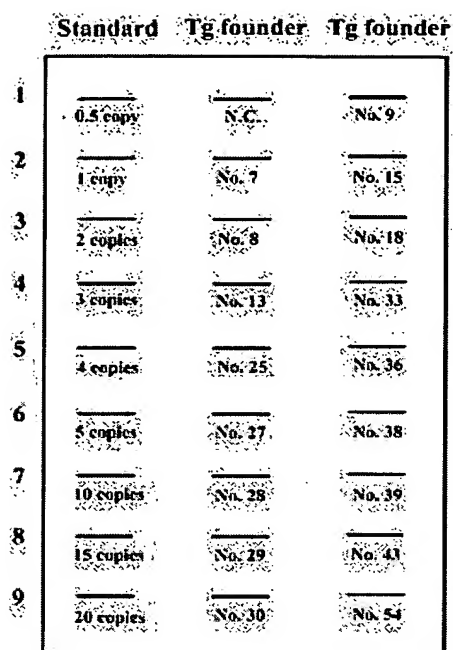 Standard Tg founder Tg founder
1
0.5 copy N.C. No. 9
2
1 copy No. 7 No. 15
3
2 copies No. 8 No. 18
4
3 copies No. 13 No. 33
5
4 copies No. 25 No. 36
6
5 copies No. 27 No. 38
7
10 copies No. 28 No. 39
8
15 copies No. 29 No. 43
9
20 copies No. 30 No. 54